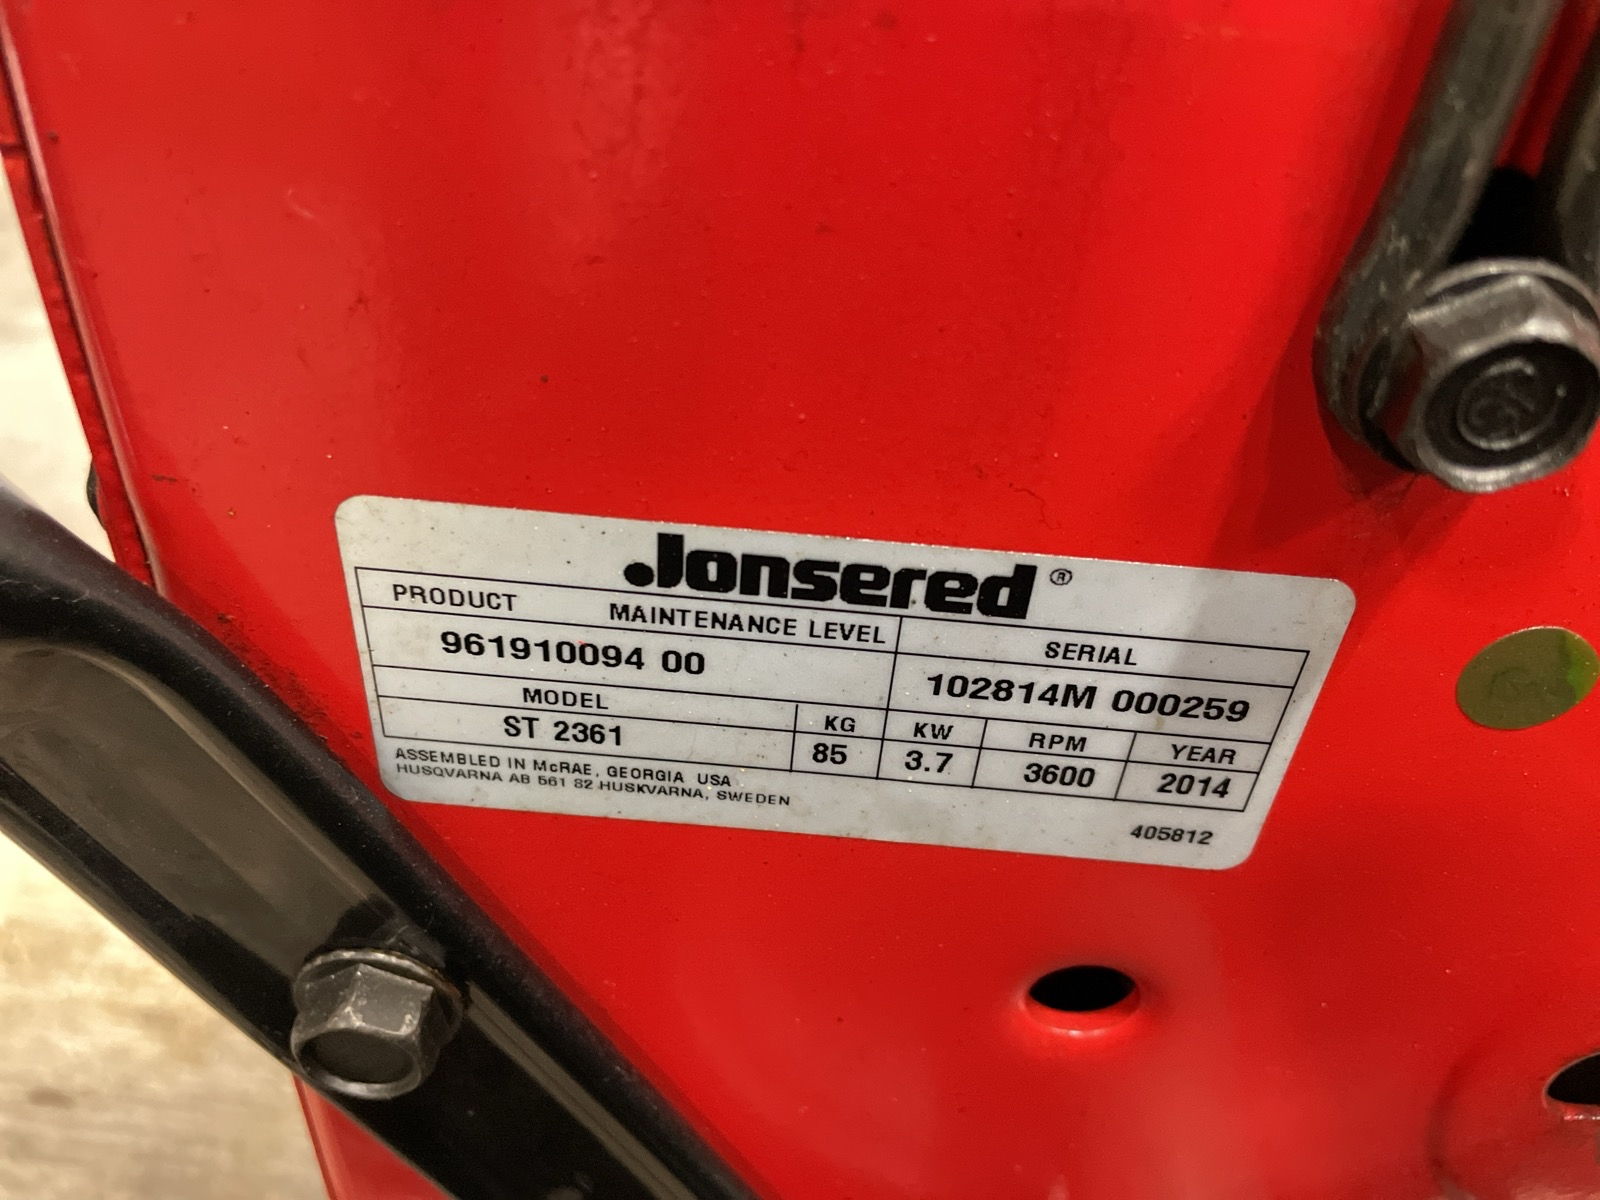 Jonsered®
PRODUCT MAINTENANCE LEVEL SERIAL
961910094 00 102814M 000259
MODEL KG KW RPM YEAR
ST 2361 85 3.7 3600 2014
ASSEMBLED IN McRAE, GEORGIA USA
HUSQVARNA AB 561 82 HUSKVARNA, SWEDEN
405812